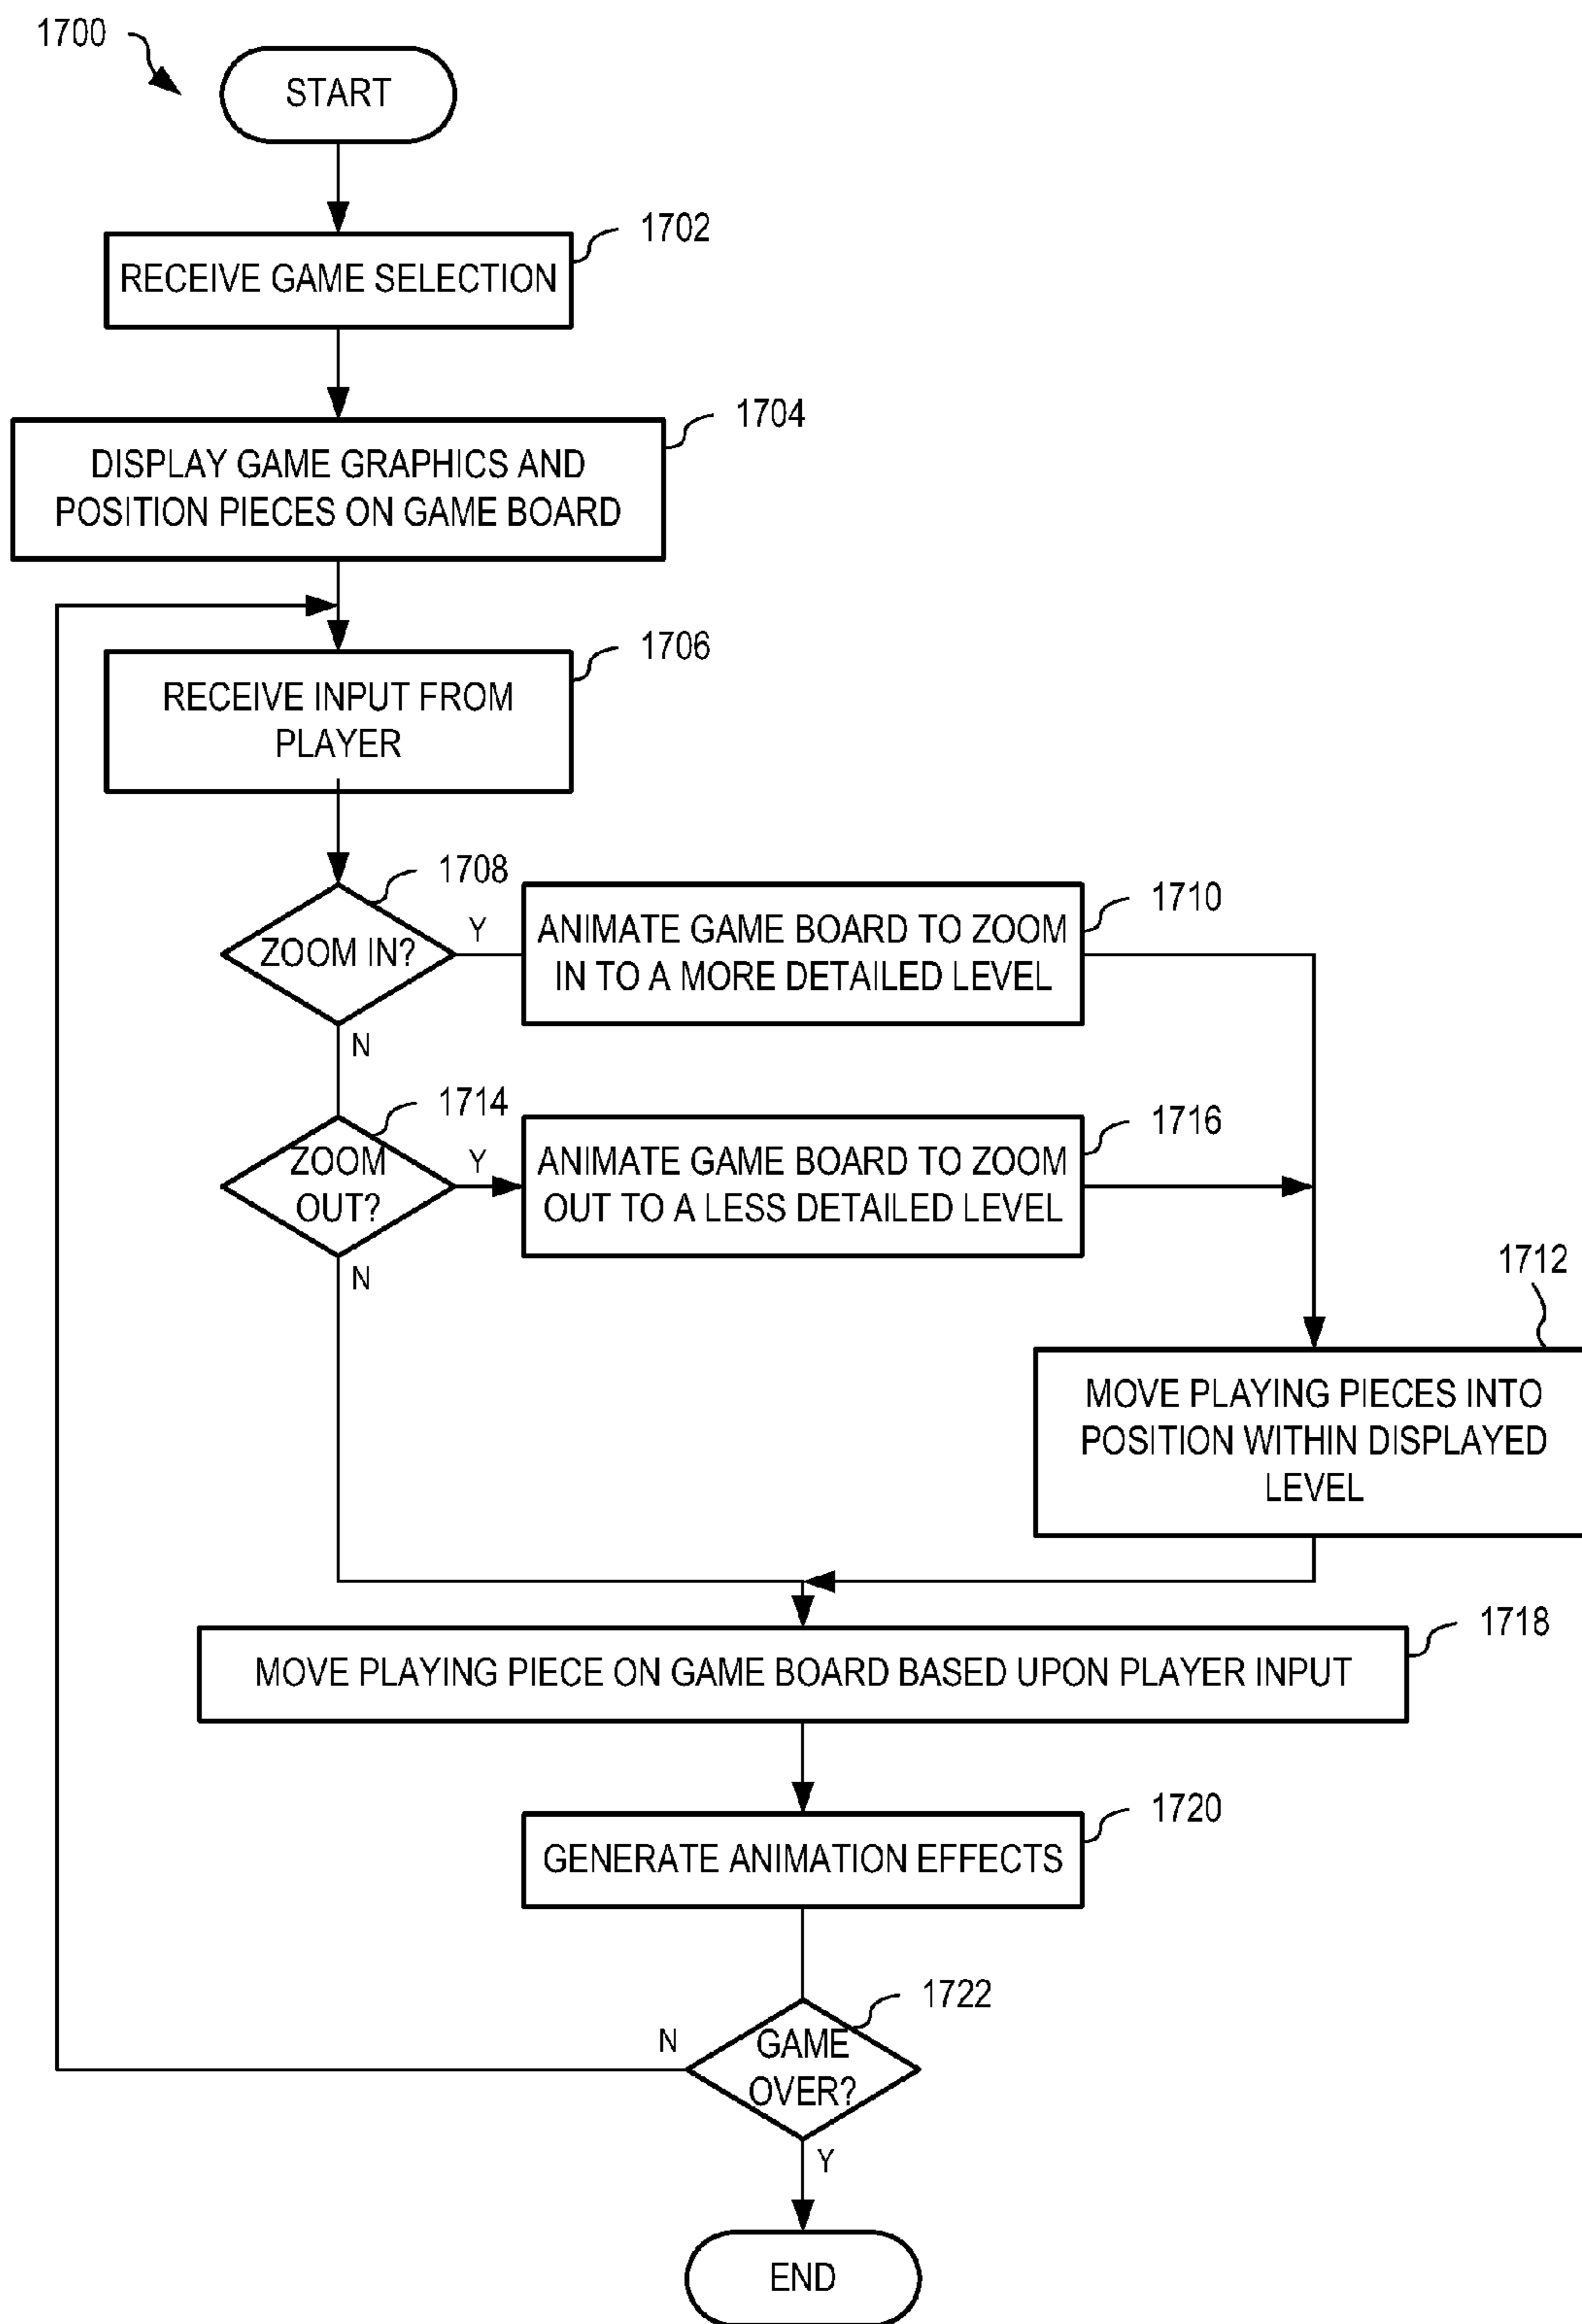 1700
START
1702
RECEIVE GAME SELECTION
1704
DISPLAY GAME GRAPHICS AND
POSITION PIECES ON GAME BOARD
1706
RECEIVE INPUT FROM
PLAYER
1708
ZOOM IN?
Y
N
1710
ANIMATE GAME BOARD TO ZOOM
IN TO A MORE DETAILED LEVEL
1714
ZOOM
OUT?
Y
N
1716
ANIMATE GAME BOARD TO ZOOM
OUT TO A LESS DETAILED LEVEL
1712
MOVE PLAYING PIECES INTO
POSITION WITHIN DISPLAYED
LEVEL
1718
MOVE PLAYING PIECE ON GAME BOARD BASED UPON PLAYER INPUT
1720
GENERATE ANIMATION EFFECTS
1722
N
GAME
OVER?
Y
END